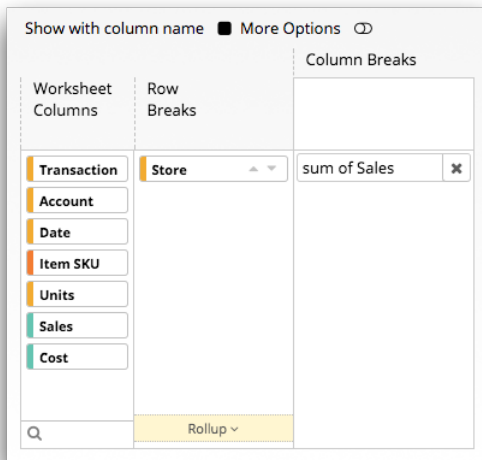 Show with column name More Options
Column Breaks
Worksheet
Columns
Row
Breaks
Transaction
Account
Date
Item SKU
Units
Sales
Cost
Store
Rollup
sum of Sales